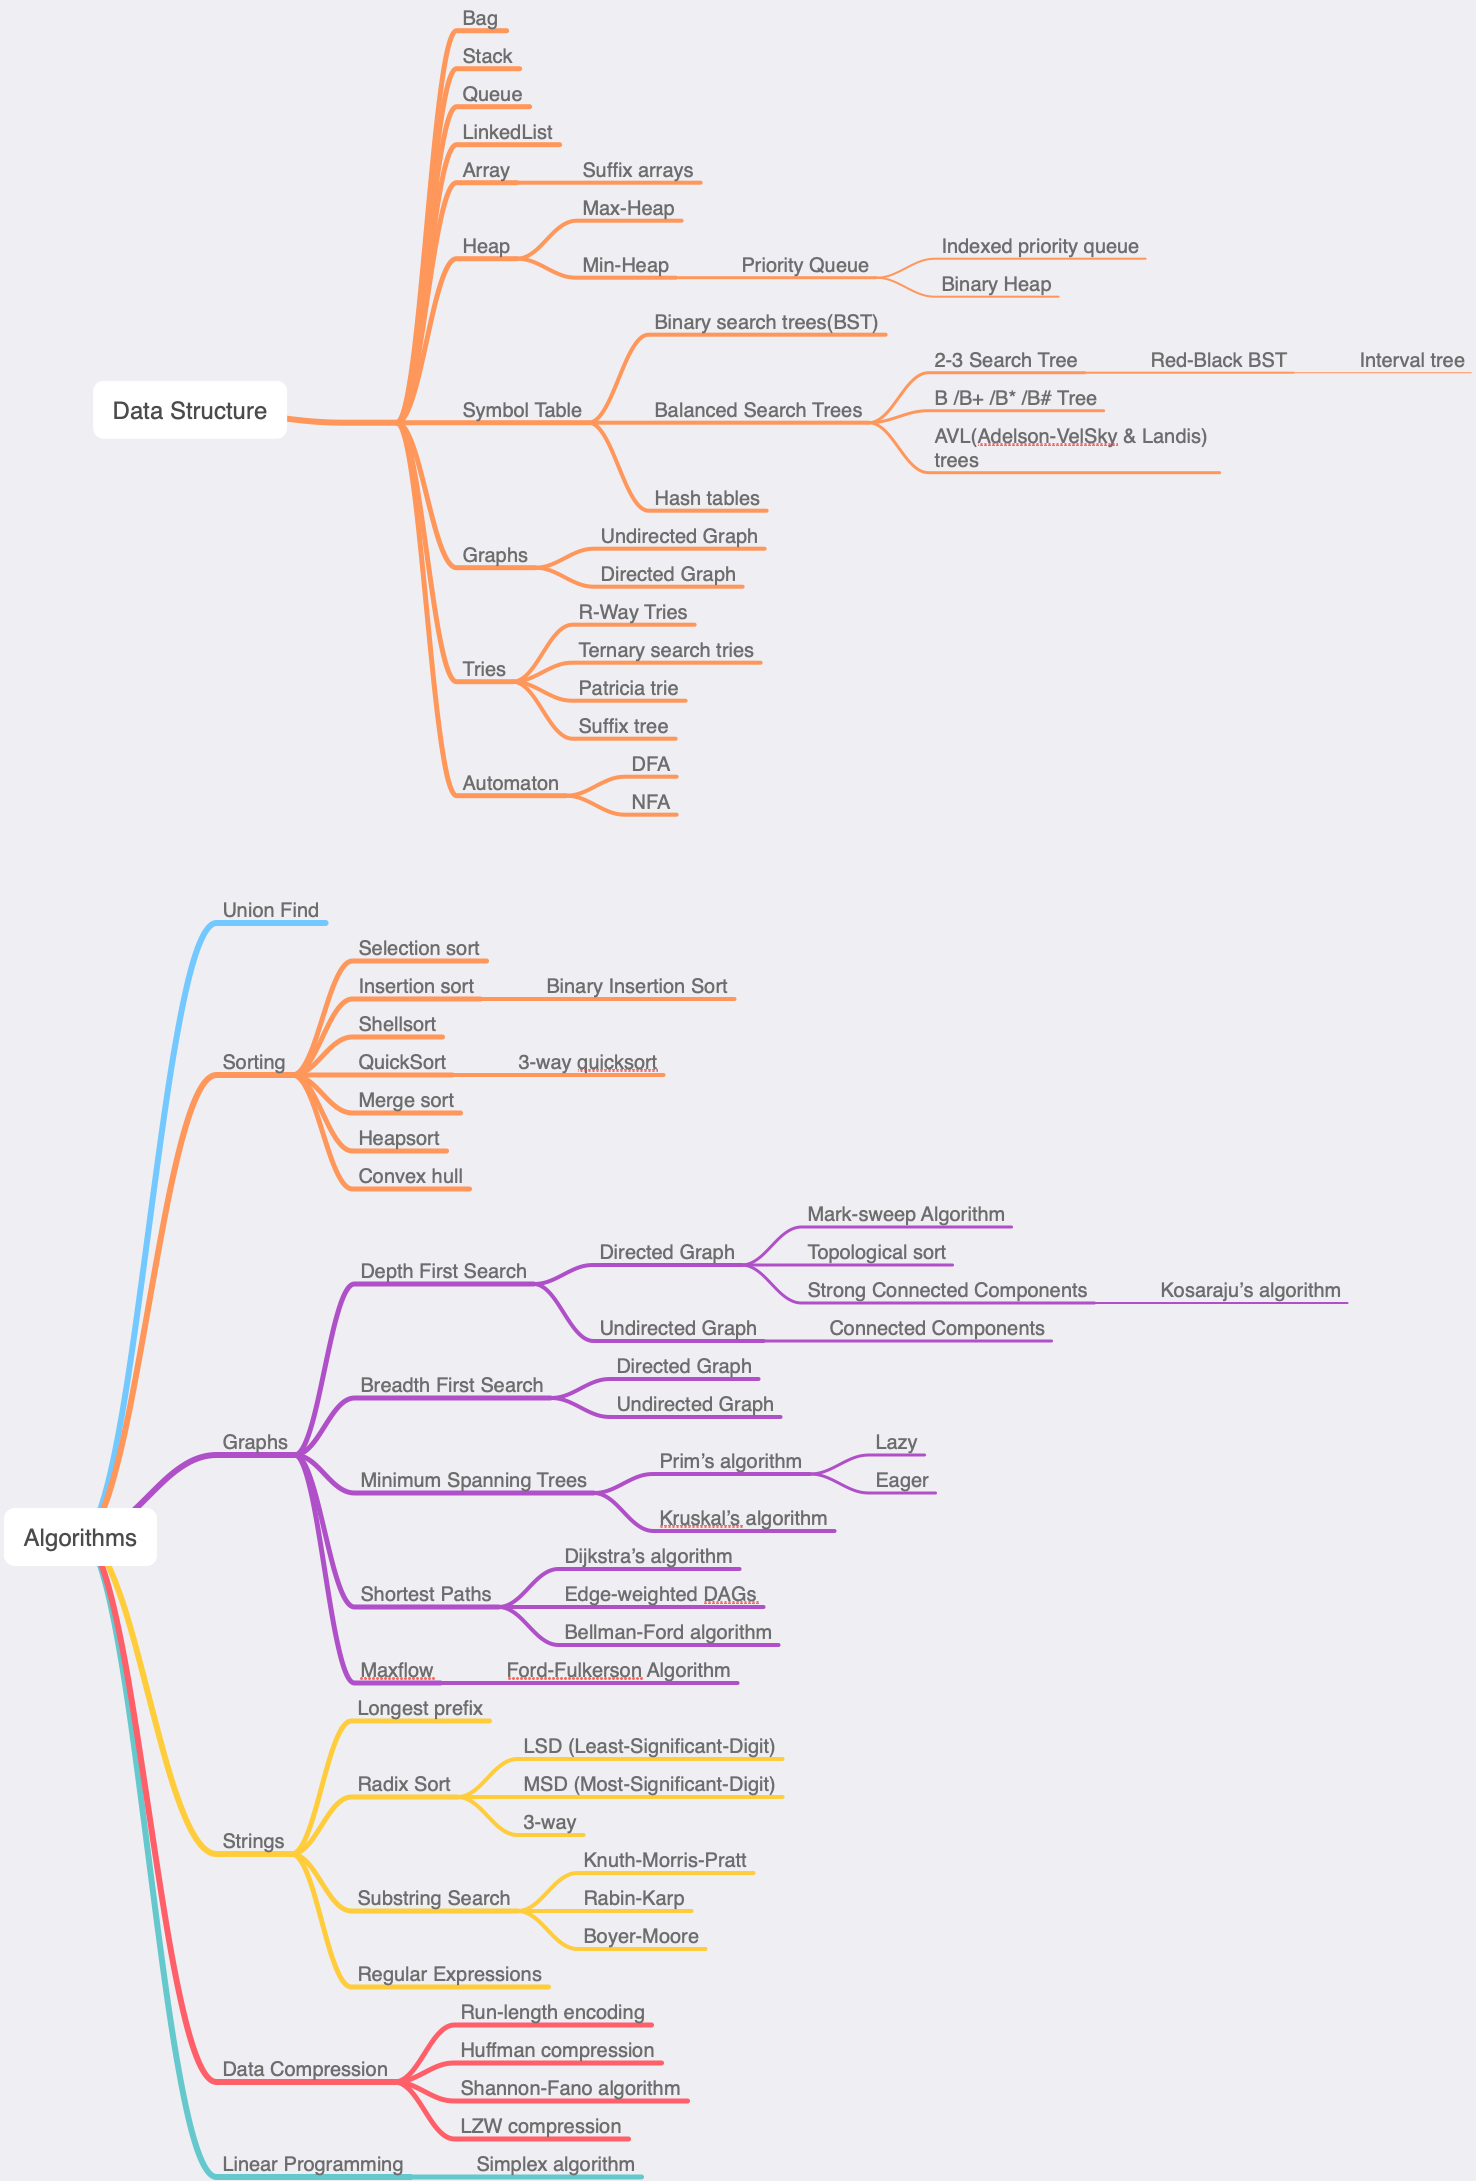 Bag
Stack
Queue
LinkedList
Array
Suffix arrays
Heap
Max-Heap
Min-Heap
Priority Queue
Indexed priority queue
Binary Heap
Data Structure
Symbol Table
Binary search trees(BST)
Balanced Search Trees
2-3 Search Tree
Red-Black BST
Interval tree
B /B+ /B* /B# Tree
AVL(Adelson-VelSky & Landis)
trees
Hash tables
Graphs
Undirected Graph
Directed Graph
Tries
R-Way Tries
Ternary search tries
Patricia trie
Suffix tree
Automaton
DFA
NFA
Algorithms
Union Find
Sorting
Selection sort
Insertion sort
Binary Insertion Sort
Shellsort
QuickSort
3-way quicksort
Merge sort
Heapsort
Convex hull
Graphs
Depth First Search
Directed Graph
Mark-sweep Algorithm
Topological sort
Strong Connected Components
Kosaraju’s algorithm
Undirected Graph
Connected Components
Breadth First Search
Directed Graph
Undirected Graph
Minimum Spanning Trees
Prim’s algorithm
Lazy
Eager
Kruskal’s algorithm
Shortest Paths
Dijkstra’s algorithm
Edge-weighted DAGs
Bellman-Ford algorithm
Maxflow
Ford-Fulkerson Algorithm
Strings
Longest prefix
Radix Sort
LSD (Least-Significant-Digit)
MSD (Most-Significant-Digit)
3-way
Substring Search
Knuth-Morris-Pratt
Rabin-Karp
Boyer-Moore
Regular Expressions
Data Compression
Run-length encoding
Huffman compression
Shannon-Fano algorithm
LZW compression
Linear Programming
Simplex algorithm